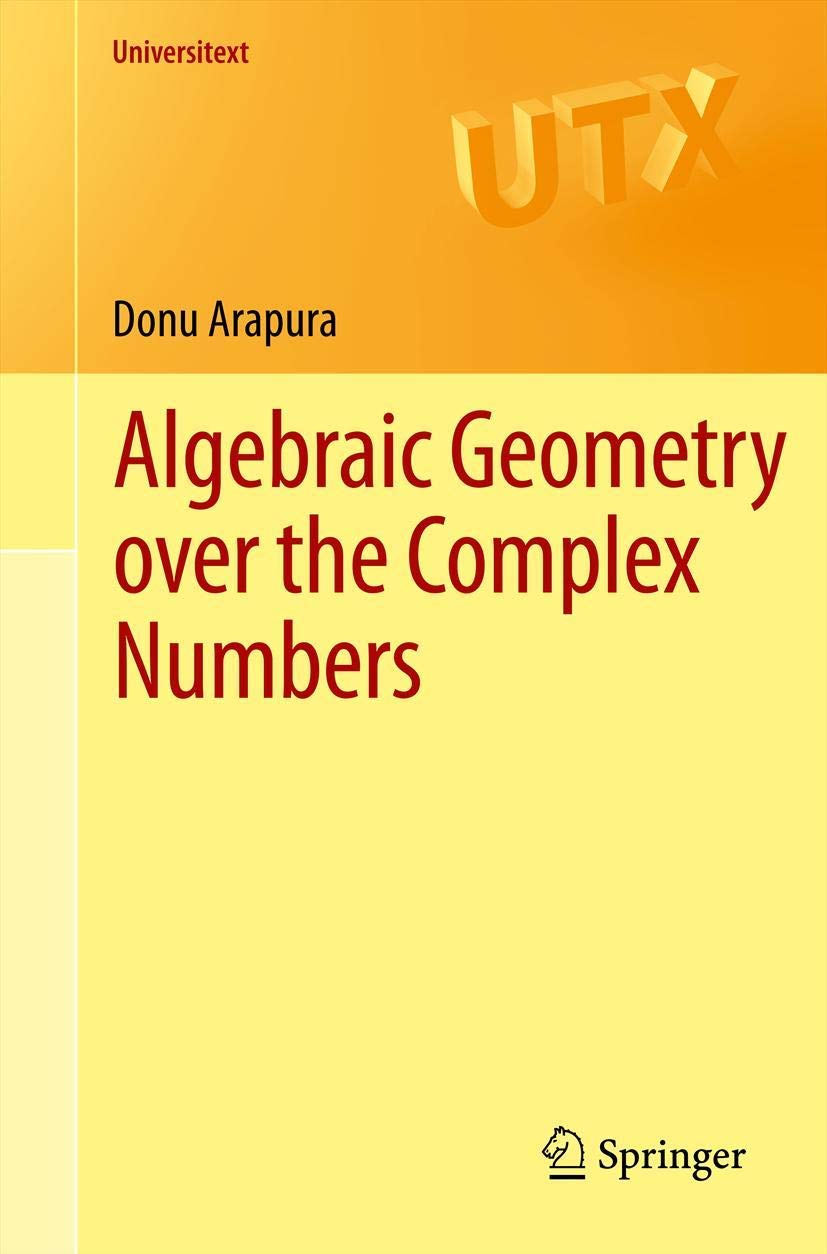 Universitext
UTX
Donu Arapura
Algebraic Geometry
over the Complex
Numbers
Springer